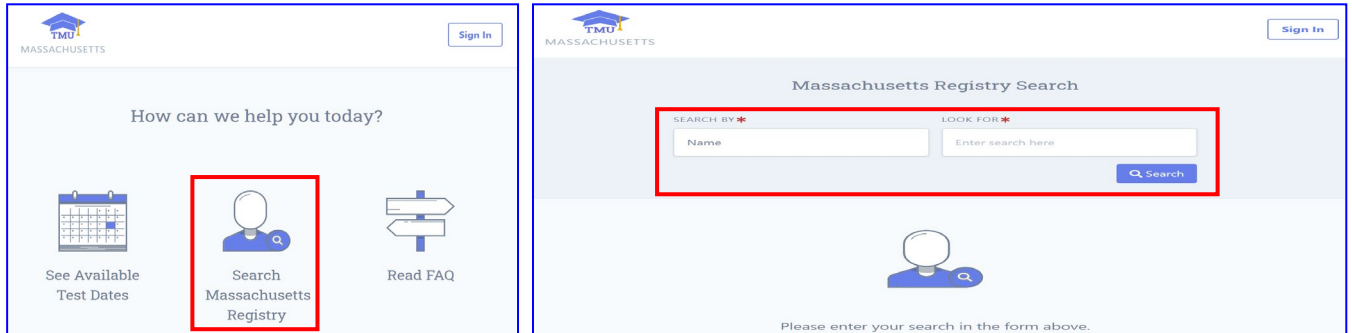 TMU
MASSACHUSETTS
Sign In
How can we help you today?
See Available
Test Dates
Search
Massachusetts
Registry
Read FAQ
TMU
MASSACHUSETTS
Sign In
Massachusetts Registry Search
SEARCH BY*
LOOK FOR*
Name
Enter search here
Search
Please enter your search in the form above.